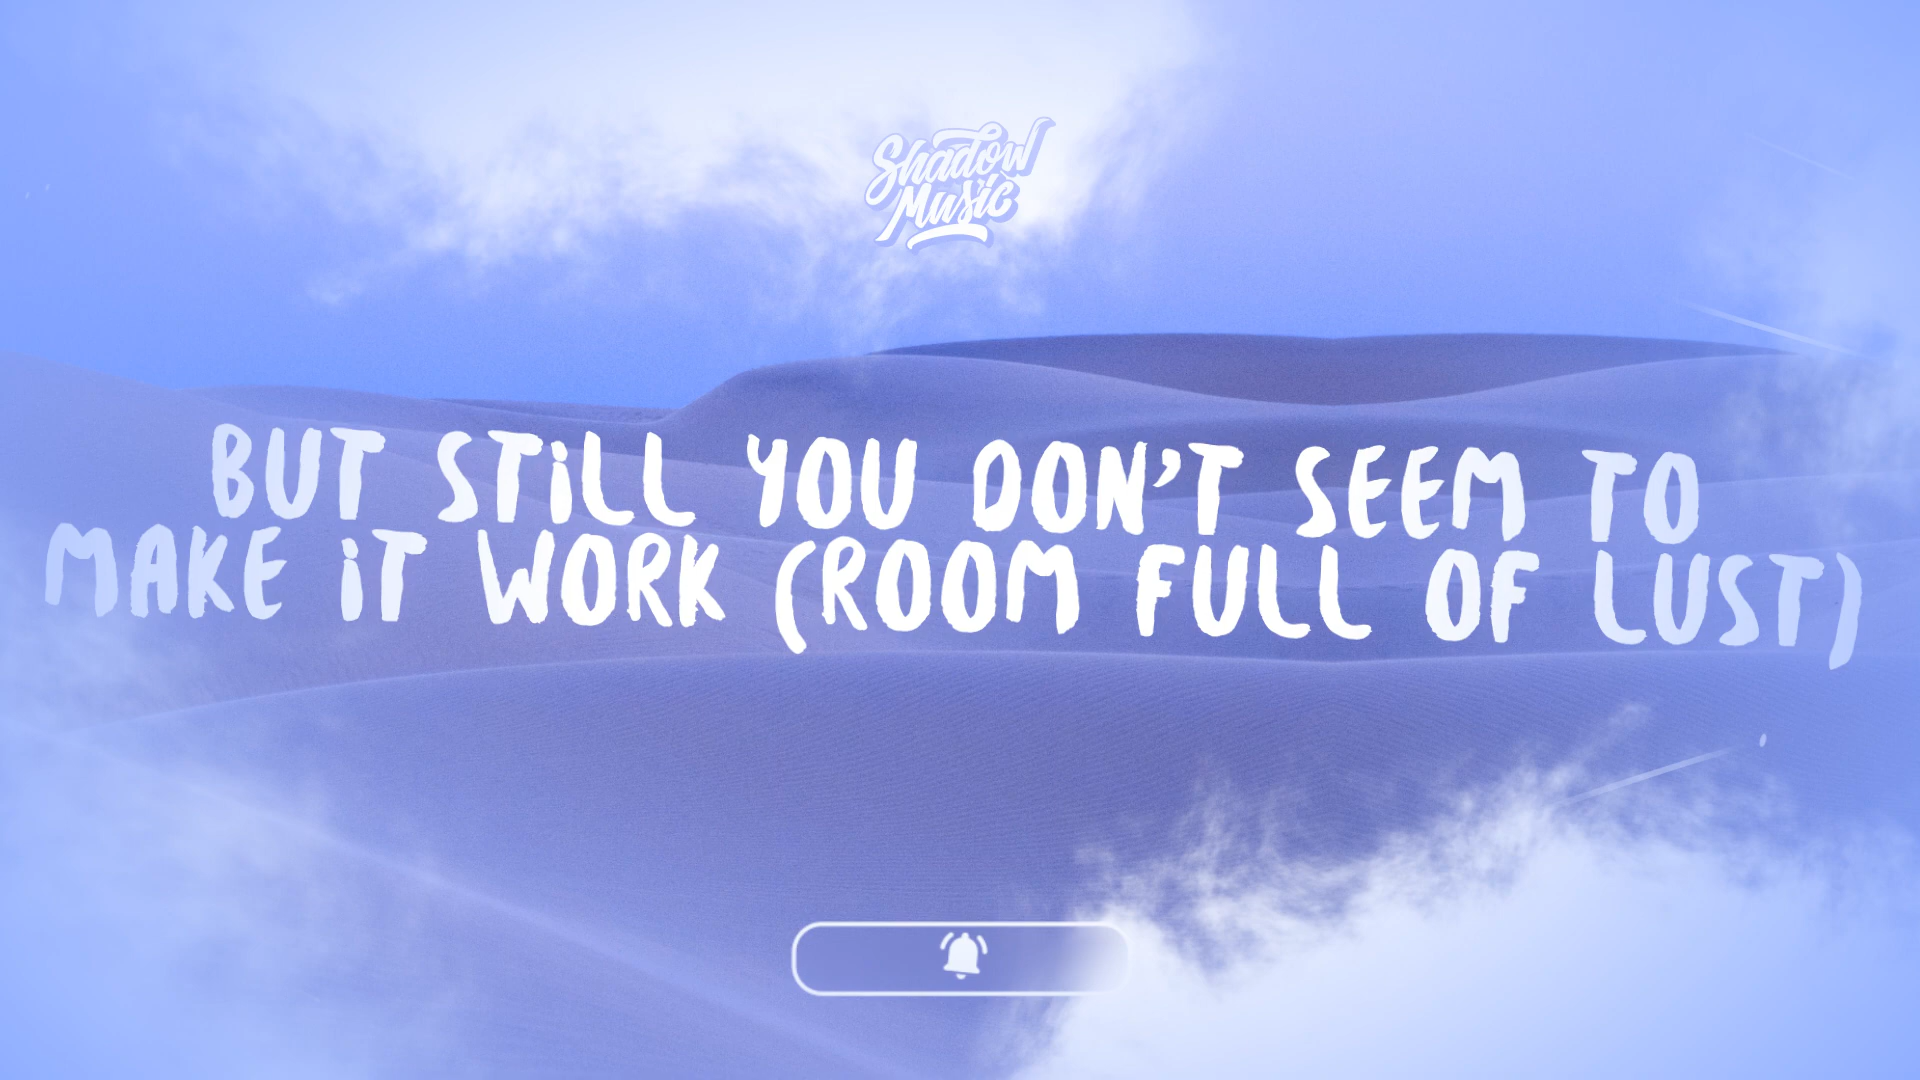 Shadow
Music
BUT STiLL YOU DON'T SEEM TO
MAKE iT WORK (ROOM FULL OF LUST)